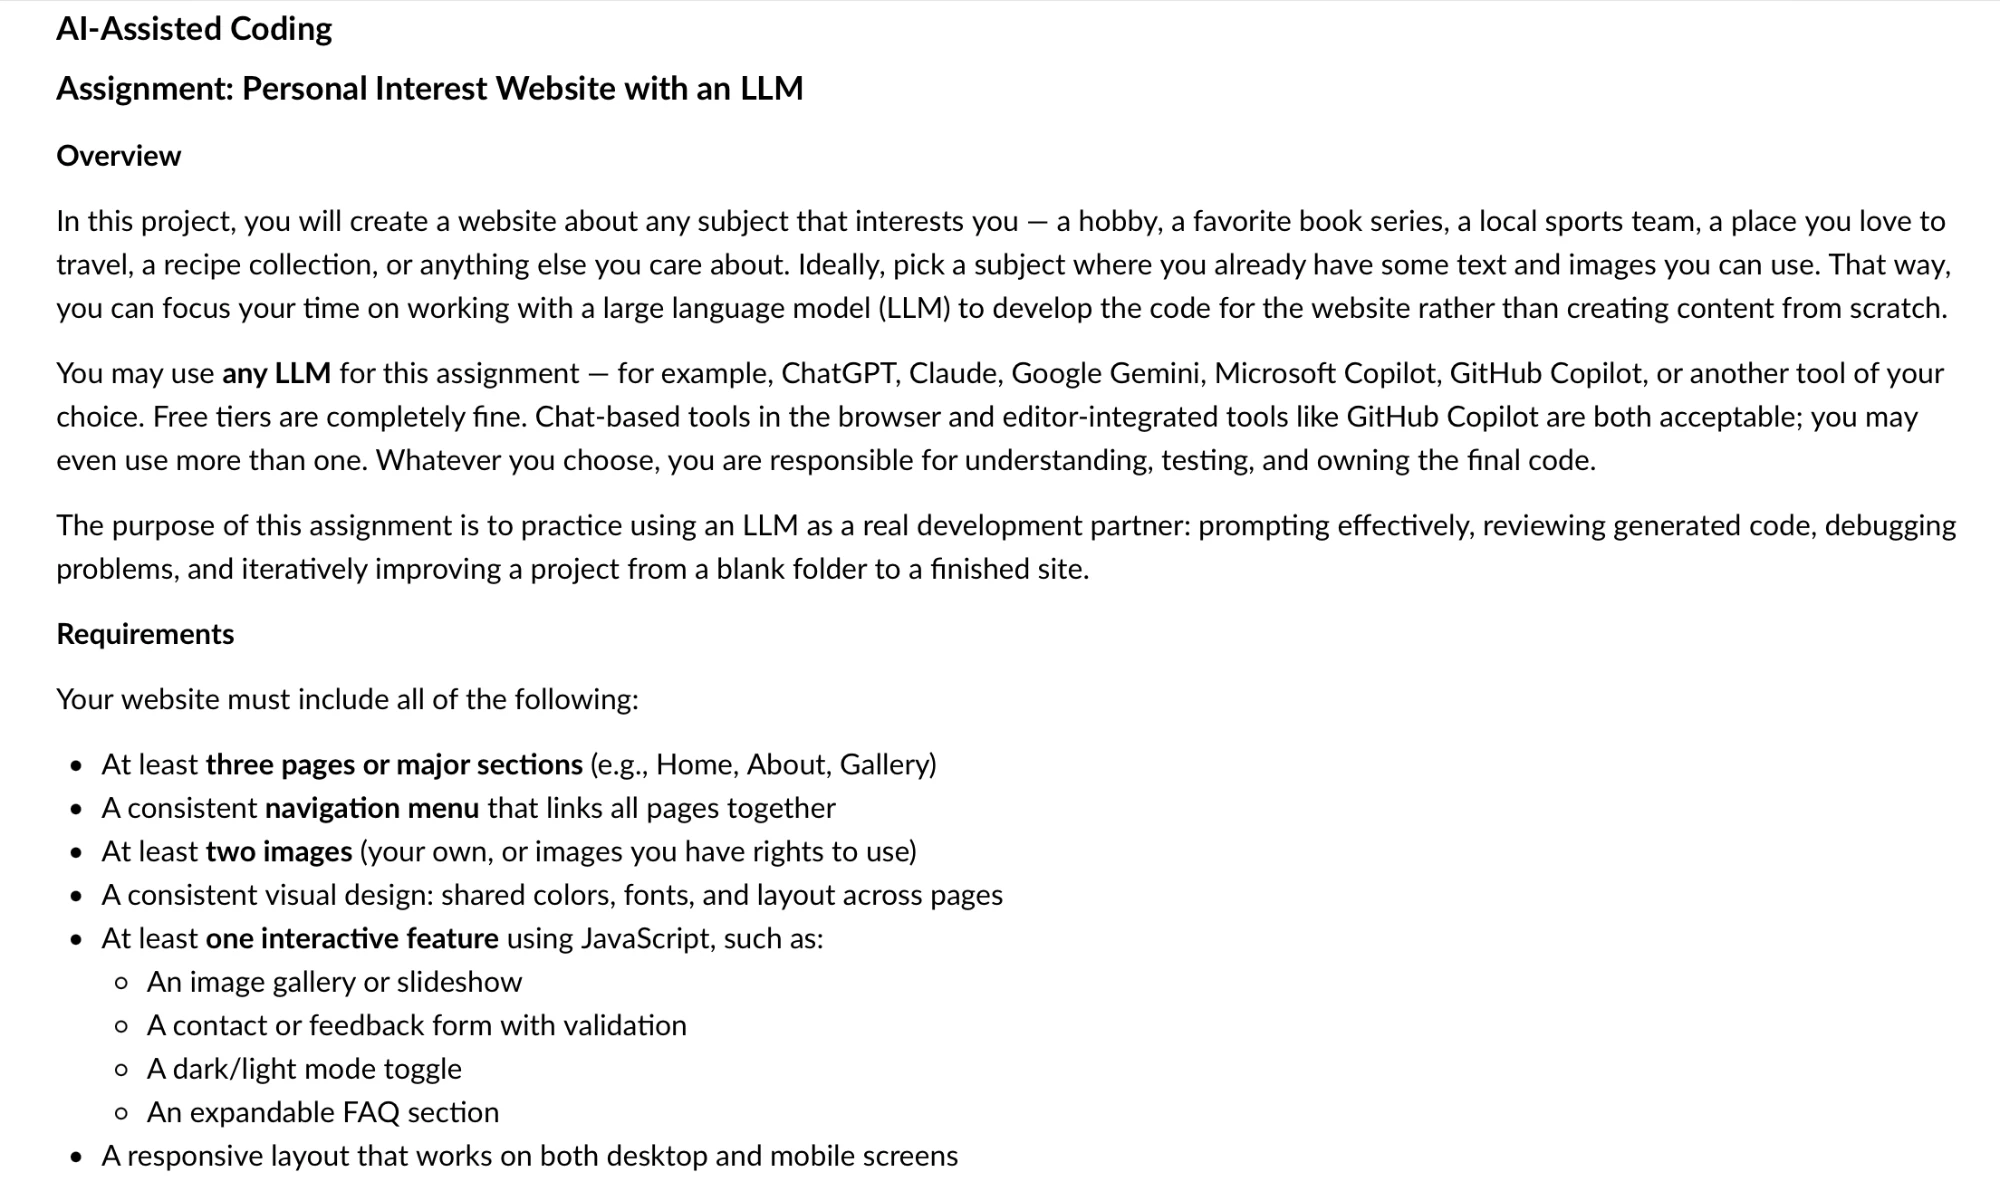 AI-Assisted Coding
Assignment: Personal Interest Website with an LLM
Overview
In this project, you will create a website about any subject that interests you — a hobby, a favorite book series, a local sports team, a place you love to
travel, a recipe collection, or anything else you care about. Ideally, pick a subject where you already have some text and images you can use. That way,
you can focus your time on working with a large language model (LLM) to develop the code for the website rather than creating content from scratch.
You may use any LLM for this assignment — for example, ChatGPT, Claude, Google Gemini, Microsoft Copilot, GitHub Copilot, or another tool of your
choice. Free tiers are completely fine. Chat-based tools in the browser and editor-integrated tools like GitHub Copilot are both acceptable; you may
even use more than one. Whatever you choose, you are responsible for understanding, testing, and owning the final code.
The purpose of this assignment is to practice using an LLM as a real development partner: prompting effectively, reviewing generated code, debugging
problems, and iteratively improving a project from a blank folder to a finished site.
Requirements
Your website must include all of the following:
• At least three pages or major sections (e.g., Home, About, Gallery)
• A consistent navigation menu that links all pages together
• At least two images (your own, or images you have rights to use)
• A consistent visual design: shared colors, fonts, and layout across pages
• At least one interactive feature using JavaScript, such as:
◦ An image gallery or slideshow
◦ A contact or feedback form with validation
◦ A dark/light mode toggle
◦ An expandable FAQ section
• A responsive layout that works on both desktop and mobile screens